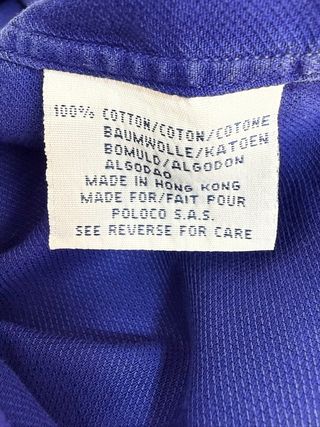 100% COTTON/COTON/COTONE
BAUMWOLLE/KATOEN
BOMULD/ALGODON
ALGODAO
MADE IN HONG KONG
MADE FOR/FAIT POUR
POLOCO S.A.S.
SEE REVERSE FOR CARE